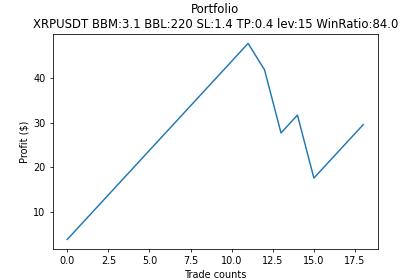 Portfolio
XRPUSDT BBM:3.1 BBL:220 SL:1.4 TP:0.4 lev:15 WinRatio:84.0
40
30
20
10
Profit ($)
0.0 2.5 5.0 7.5 10.0 12.5 15.0 17.5
Trade counts